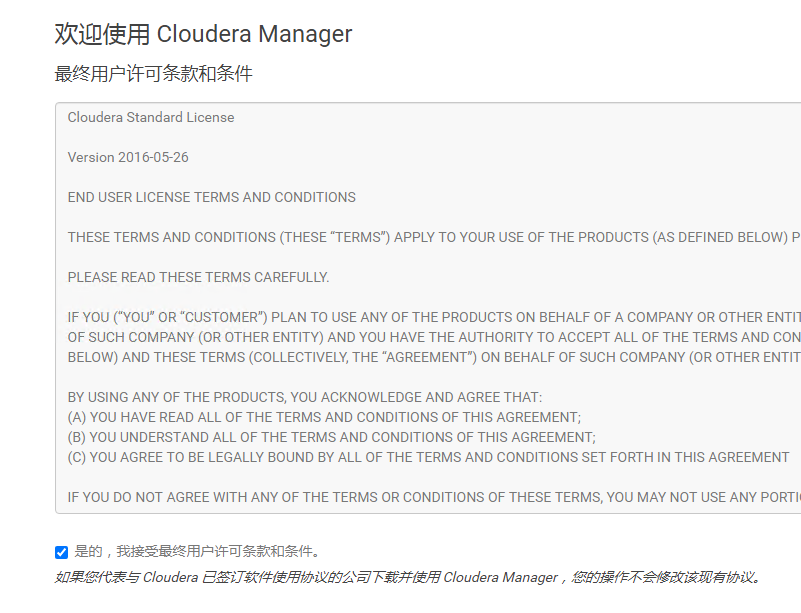 欢迎使用 Cloudera Manager
最终用户许可条款和条件
Cloudera Standard License
Version 2016-05-26
END USER LICENSE TERMS AND CONDITIONS
THESE TERMS AND CONDITIONS (THESE “TERMS”) APPLY TO YOUR USE OF THE PRODUCTS (AS DEFINED BELOW) P
PLEASE READ THESE TERMS CAREFULLY.
IF YOU (“YOU” OR “CUSTOMER”) PLAN TO USE ANY OF THE PRODUCTS ON BEHALF OF A COMPANY OR OTHER ENTIT
OF SUCH COMPANY (OR OTHER ENTITY) AND YOU HAVE THE AUTHORITY TO ACCEPT ALL OF THE TERMS AND CON
BELOW) AND THESE TERMS (COLLECTIVELY, THE “AGREEMENT”) ON BEHALF OF SUCH COMPANY (OR OTHER ENTIT
BY USING ANY OF THE PRODUCTS, YOU ACKNOWLEDGE AND AGREE THAT:
(A) YOU HAVE READ ALL OF THE TERMS AND CONDITIONS OF THIS AGREEMENT;
(B) YOU UNDERSTAND ALL OF THE TERMS AND CONDITIONS OF THIS AGREEMENT;
(C) YOU AGREE TO BE LEGALLY BOUND BY ALL OF THE TERMS AND CONDITIONS SET FORTH IN THIS AGREEMENT
IF YOU DO NOT AGREE WITH ANY OF THE TERMS OR CONDITIONS OF THESE TERMS, YOU MAY NOT USE ANY PORTI
是的，我接受最终用户许可条款和条件。
如果您代表与 Cloudera 已签订软件使用协议的公司下载并使用 Cloudera Manager，您的操作不会修改该现有协议。